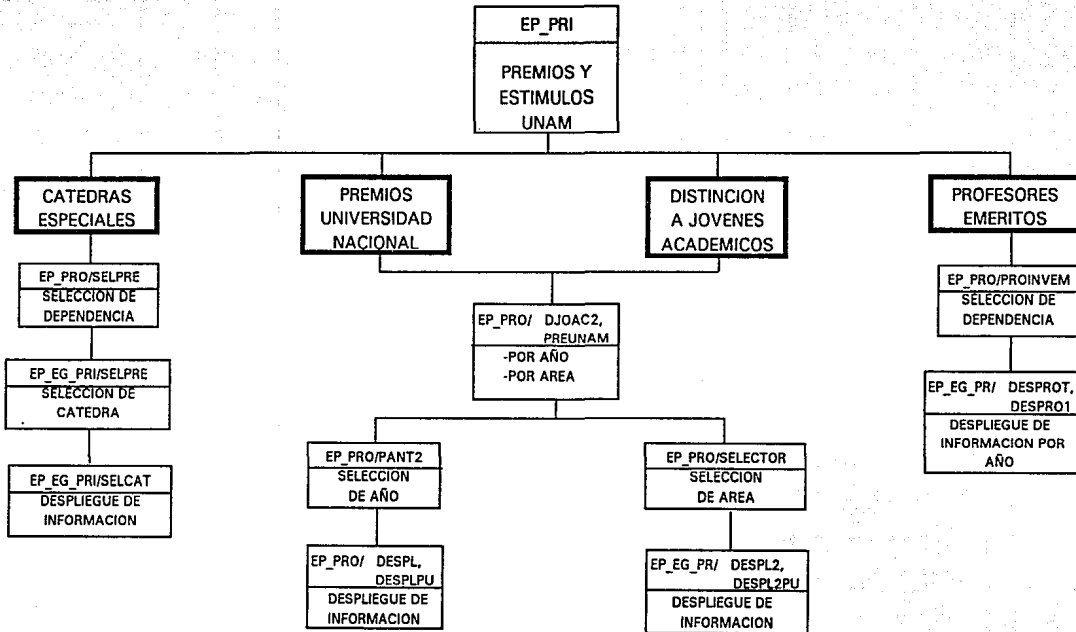 EP_PRI
PREMIOS Y
ESTIMULOS
UNAM
CATEDRAS
ESPECIALES
PREMIOS
UNIVERSIDAD
NACIONAL
DISTINCION
A JOVENES
ACADEMICOS
PROFESORES
EMERITOS
EP_PRO/SELPRE
SELECCION DE
DEPENDENCIA
EP_EG_PRI/SELPRE
SELECCION DE
CATEDRA
EP_EG_PRI/SELCAT
DESPLIEGUE DE
INFORMACION
EP_PRO/ DJOAC2,
PREUNAM
-POR AÑO
-POR AREA
EP_PRO/PANT2
SELECCION
DE AÑO
EP_PRO/ DESPL,
DESPLPU
DESPLIEGUE DE
INFORMACION
EP_PRO/SELECTOR
SELECCION
DE AREA
EP_EG_PR/ DESPL2,
DESPL2PU
DESPLIEGUE DE
INFORMACION
EP_PRO/PROINVEM
SELECCION DE
DEPENDENCIA
EP_EG_PR/ DESPROT,
DESPRO1
DESPLIEGUE DE
INFORMACION POR
AÑO